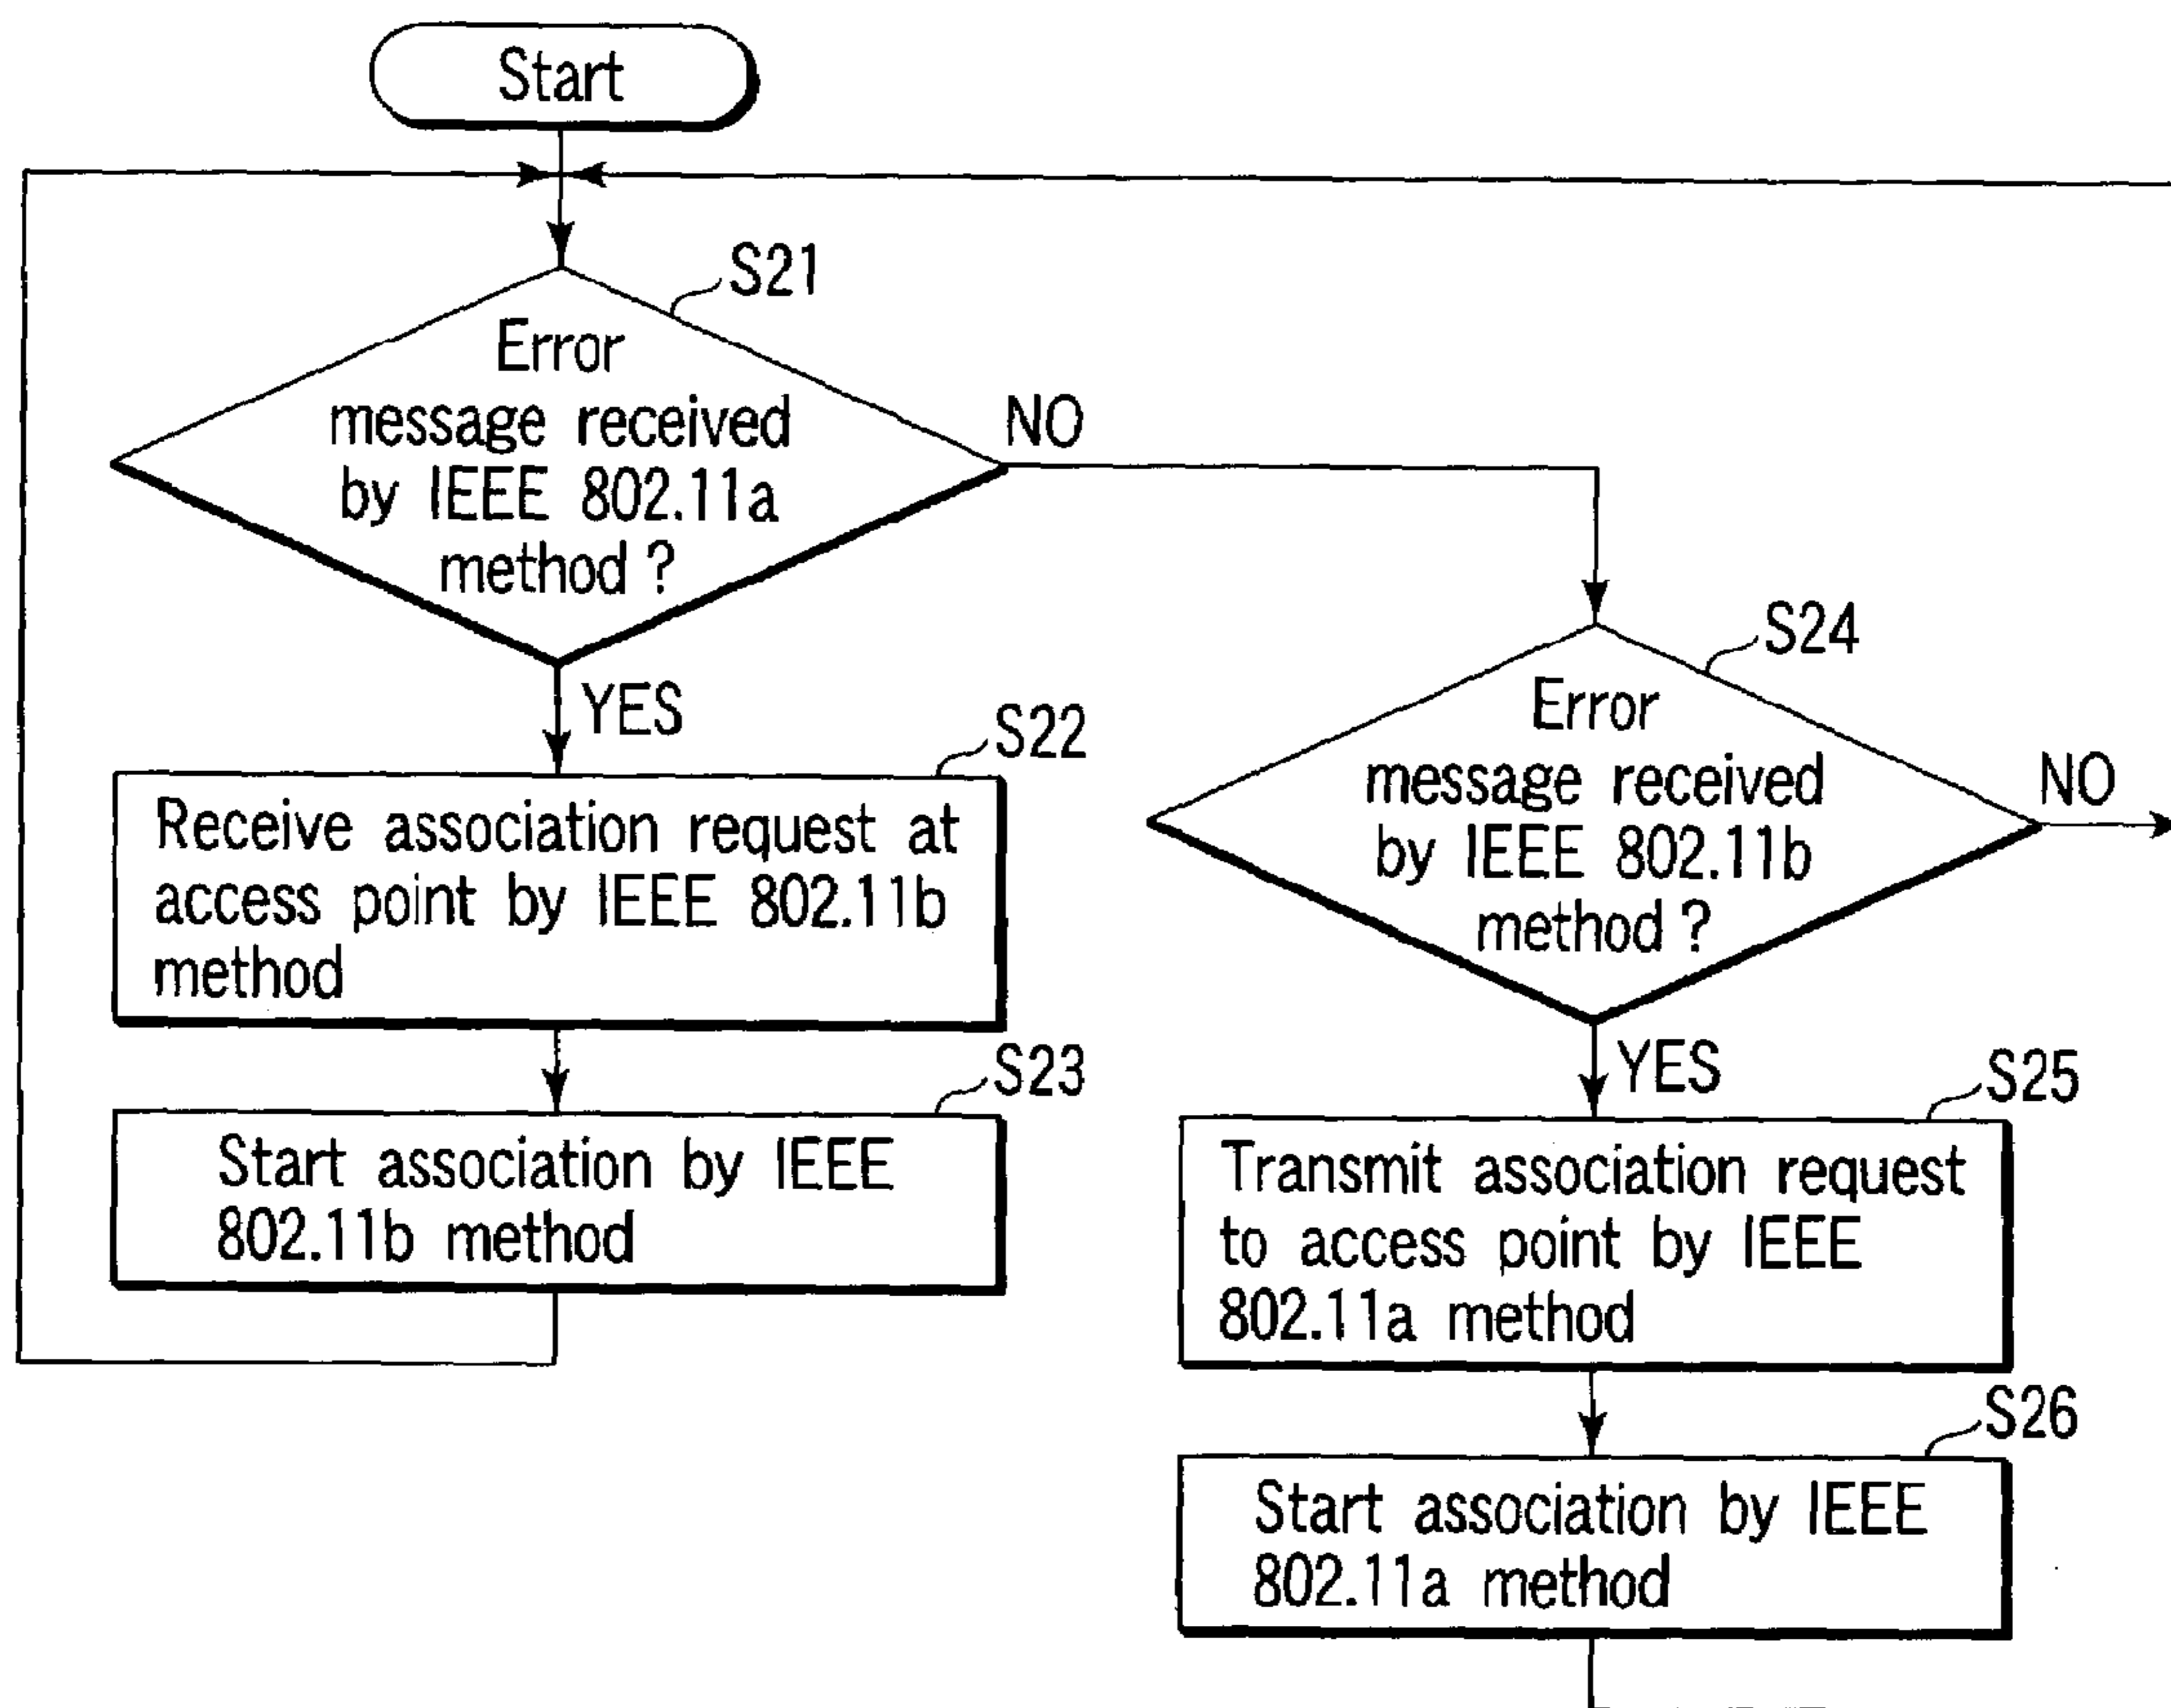 Start
S21
Error
message received
by IEEE 802.11a
method ?
NO
YES
S22
Receive association request at
access point by IEEE 802.11b
method
S23
Start association by IEEE
802.11b method
S24
Error
message received
by IEEE 802.11b
method ?
NO
YES
S25
Transmit association request
to access point by IEEE
802.11a method
S26
Start association by IEEE
802.11a method